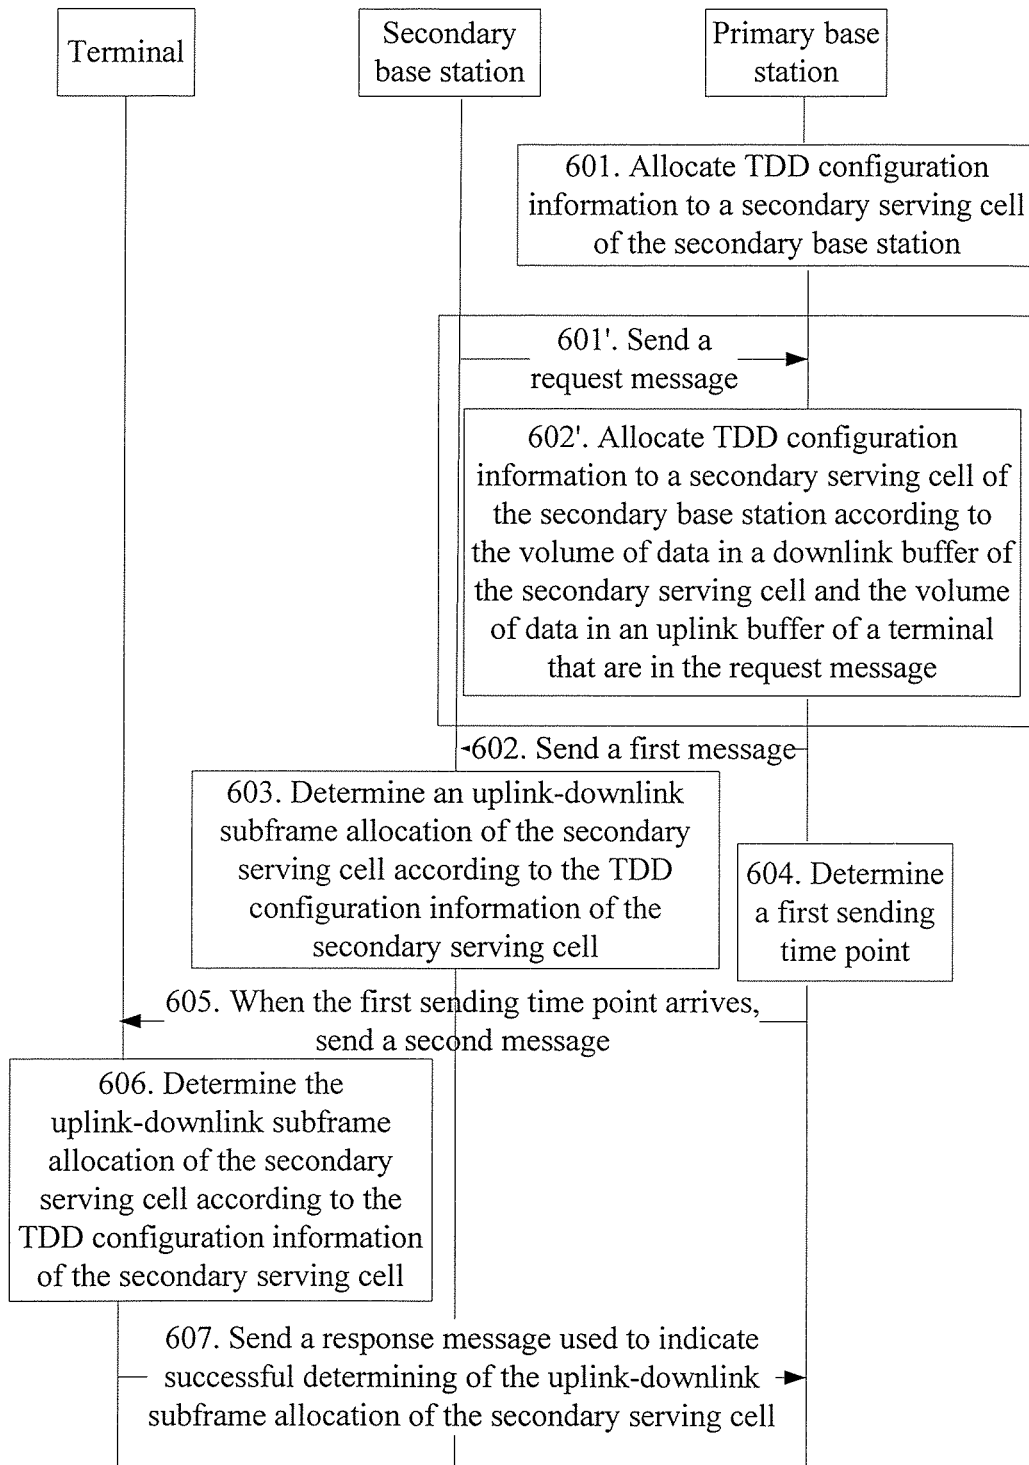 Terminal
Secondary
base station
Primary base
station
601. Allocate TDD configuration
information to a secondary serving cell
of the secondary base station
601'. Send a
request message
602'. Allocate TDD configuration
information to a secondary serving cell of
the secondary base station according to
the volume of data in a downlink buffer of
the secondary serving cell and the volume
of data in an uplink buffer of a terminal
that are in the request message
602. Send a first message
603. Determine an uplink-downlink
subframe allocation of the secondary
serving cell according to the TDD
configuration information of the
secondary serving cell
604. Determine
a first sending
time point
605. When the first sending time point arrives,
send a second message
606. Determine the
uplink-downlink subframe
allocation of the secondary
serving cell according to the
TDD configuration information
of the secondary serving cell
607. Send a response message used to indicate
successful determining of the uplink-downlink
subframe allocation of the secondary serving cell